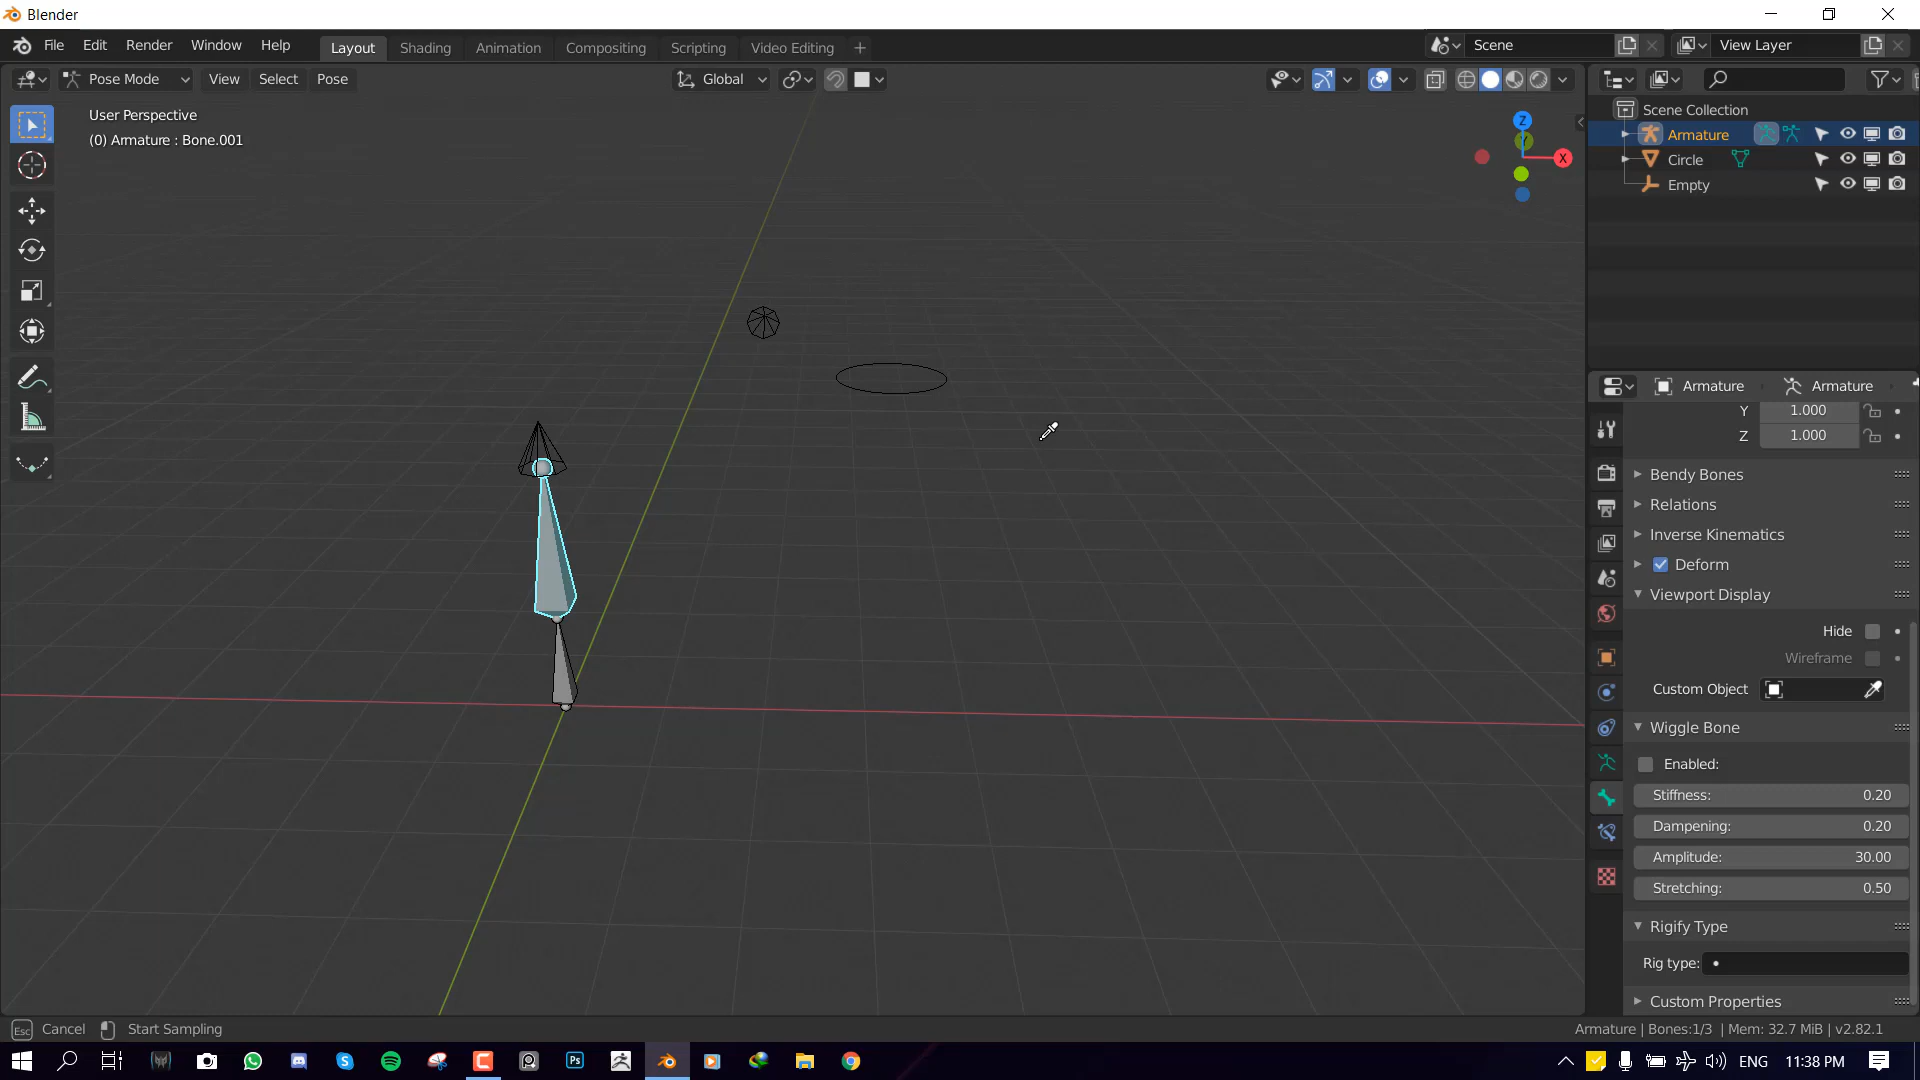 Blender
File Edit Render Window Help
Layout Shading Animation Compositing Scripting Video Editing +
Scene
View Layer
Pose Mode View Select Pose
Global
User Perspective
(0) Armature : Bone.001
Z
X
Scene Collection
Armature
Circle
Empty
Armature Armature
Y 1.000
Z 1.000
Bendy Bones
Relations
Inverse Kinematics
Deform
Viewport Display
Hide
Wireframe
Custom Object
Wiggle Bone
Enabled:
Stiffness: 0.20
Dampening: 0.20
Amplitude: 30.00
Stretching: 0.50
Rigify Type
Rig type:
Custom Properties
Esc Cancel Start Sampling
Armature | Bones:1/3 | Mem: 32.7 MiB | v2.82.1
Ps
ENG
11:38 PM